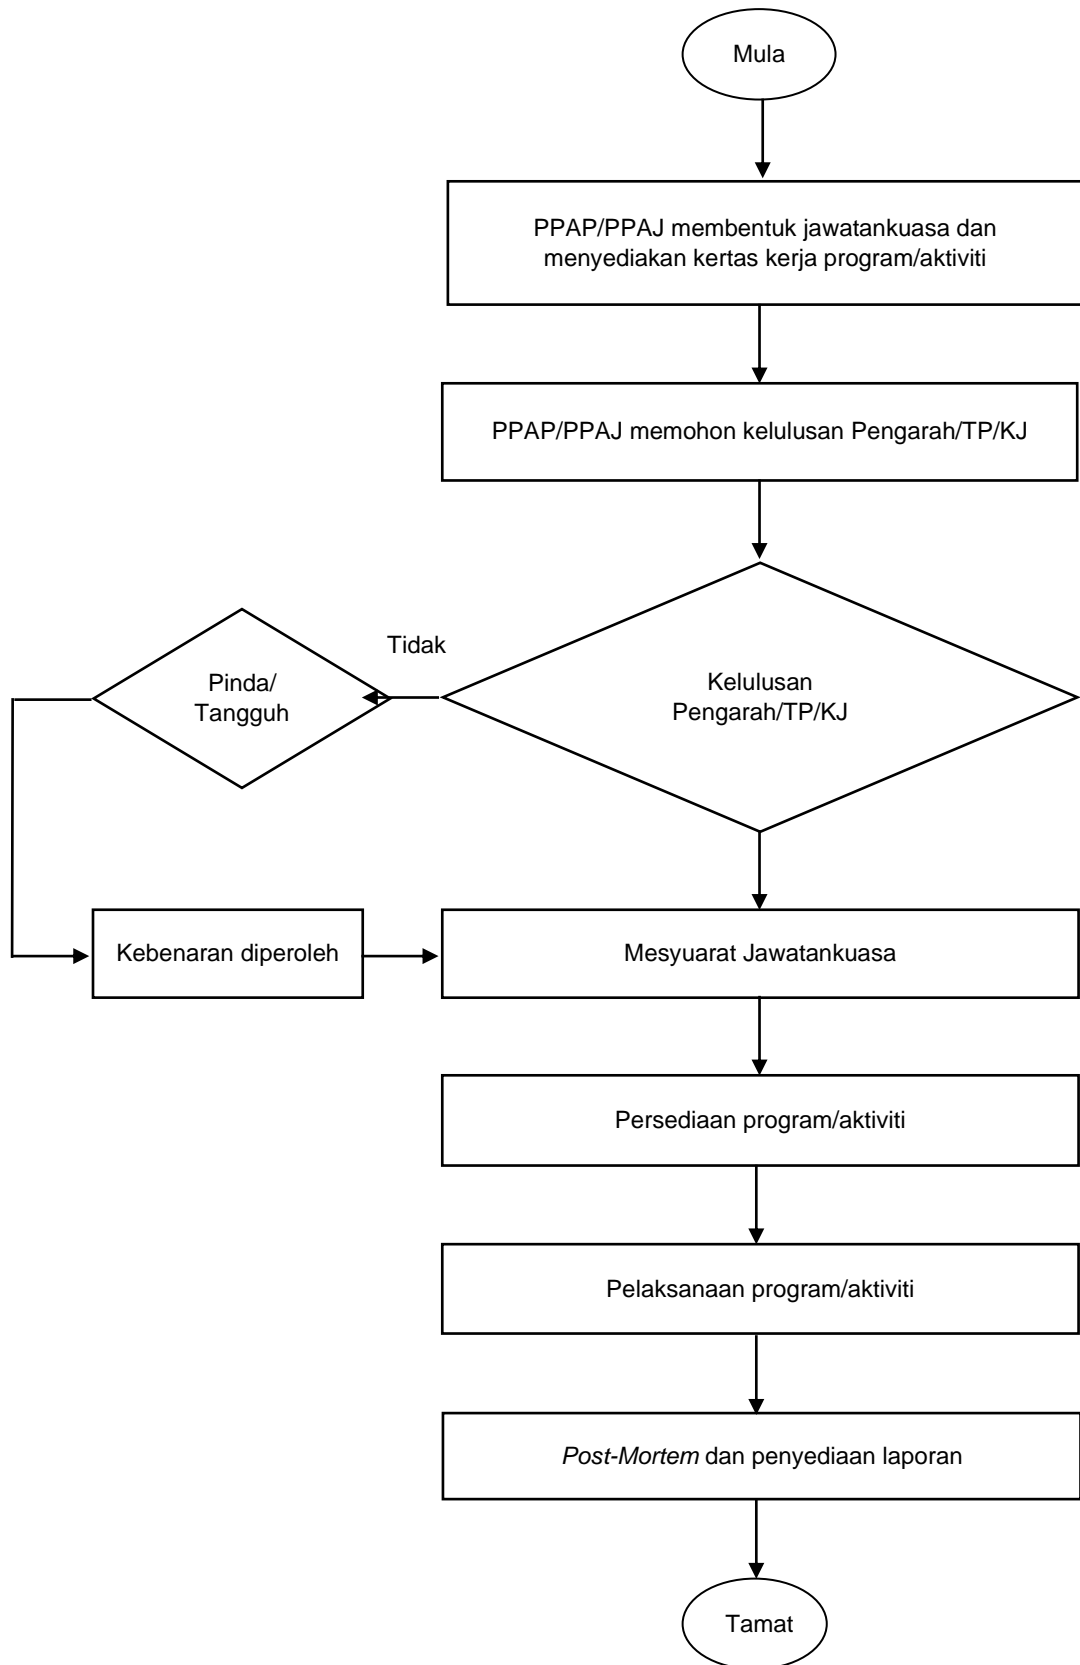 Mula
PPAP/PPAJ membentuk jawatankuasa dan
menyediakan kertas kerja program/aktiviti
PPAP/PPAJ memohon kelulusan Pengarah/TP/KJ
Tidak
Pinda/
Tangguh
Kelulusan
Pengarah/TP/KJ
Kebenaran diperoleh
Mesyuarat Jawatankuasa
Persediaan program/aktiviti
Pelaksanaan program/aktiviti
Post-Mortem dan penyediaan laporan
Tamat